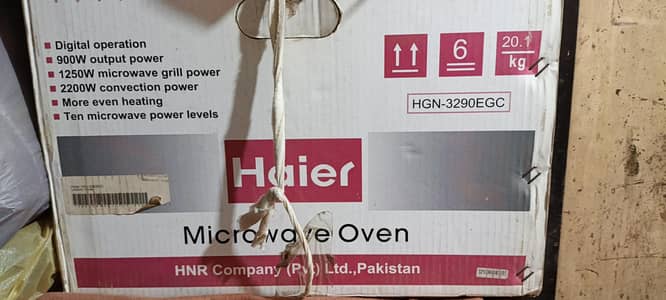 Digital operation
900W output power
1250W microwave grill power
2200W convection power
More even heating
Ten microwave power levels
6
20.1
kg
HGN-3290EGC
Haier
Microwave Oven
HNR Company (Pvt) Ltd.,Pakistan